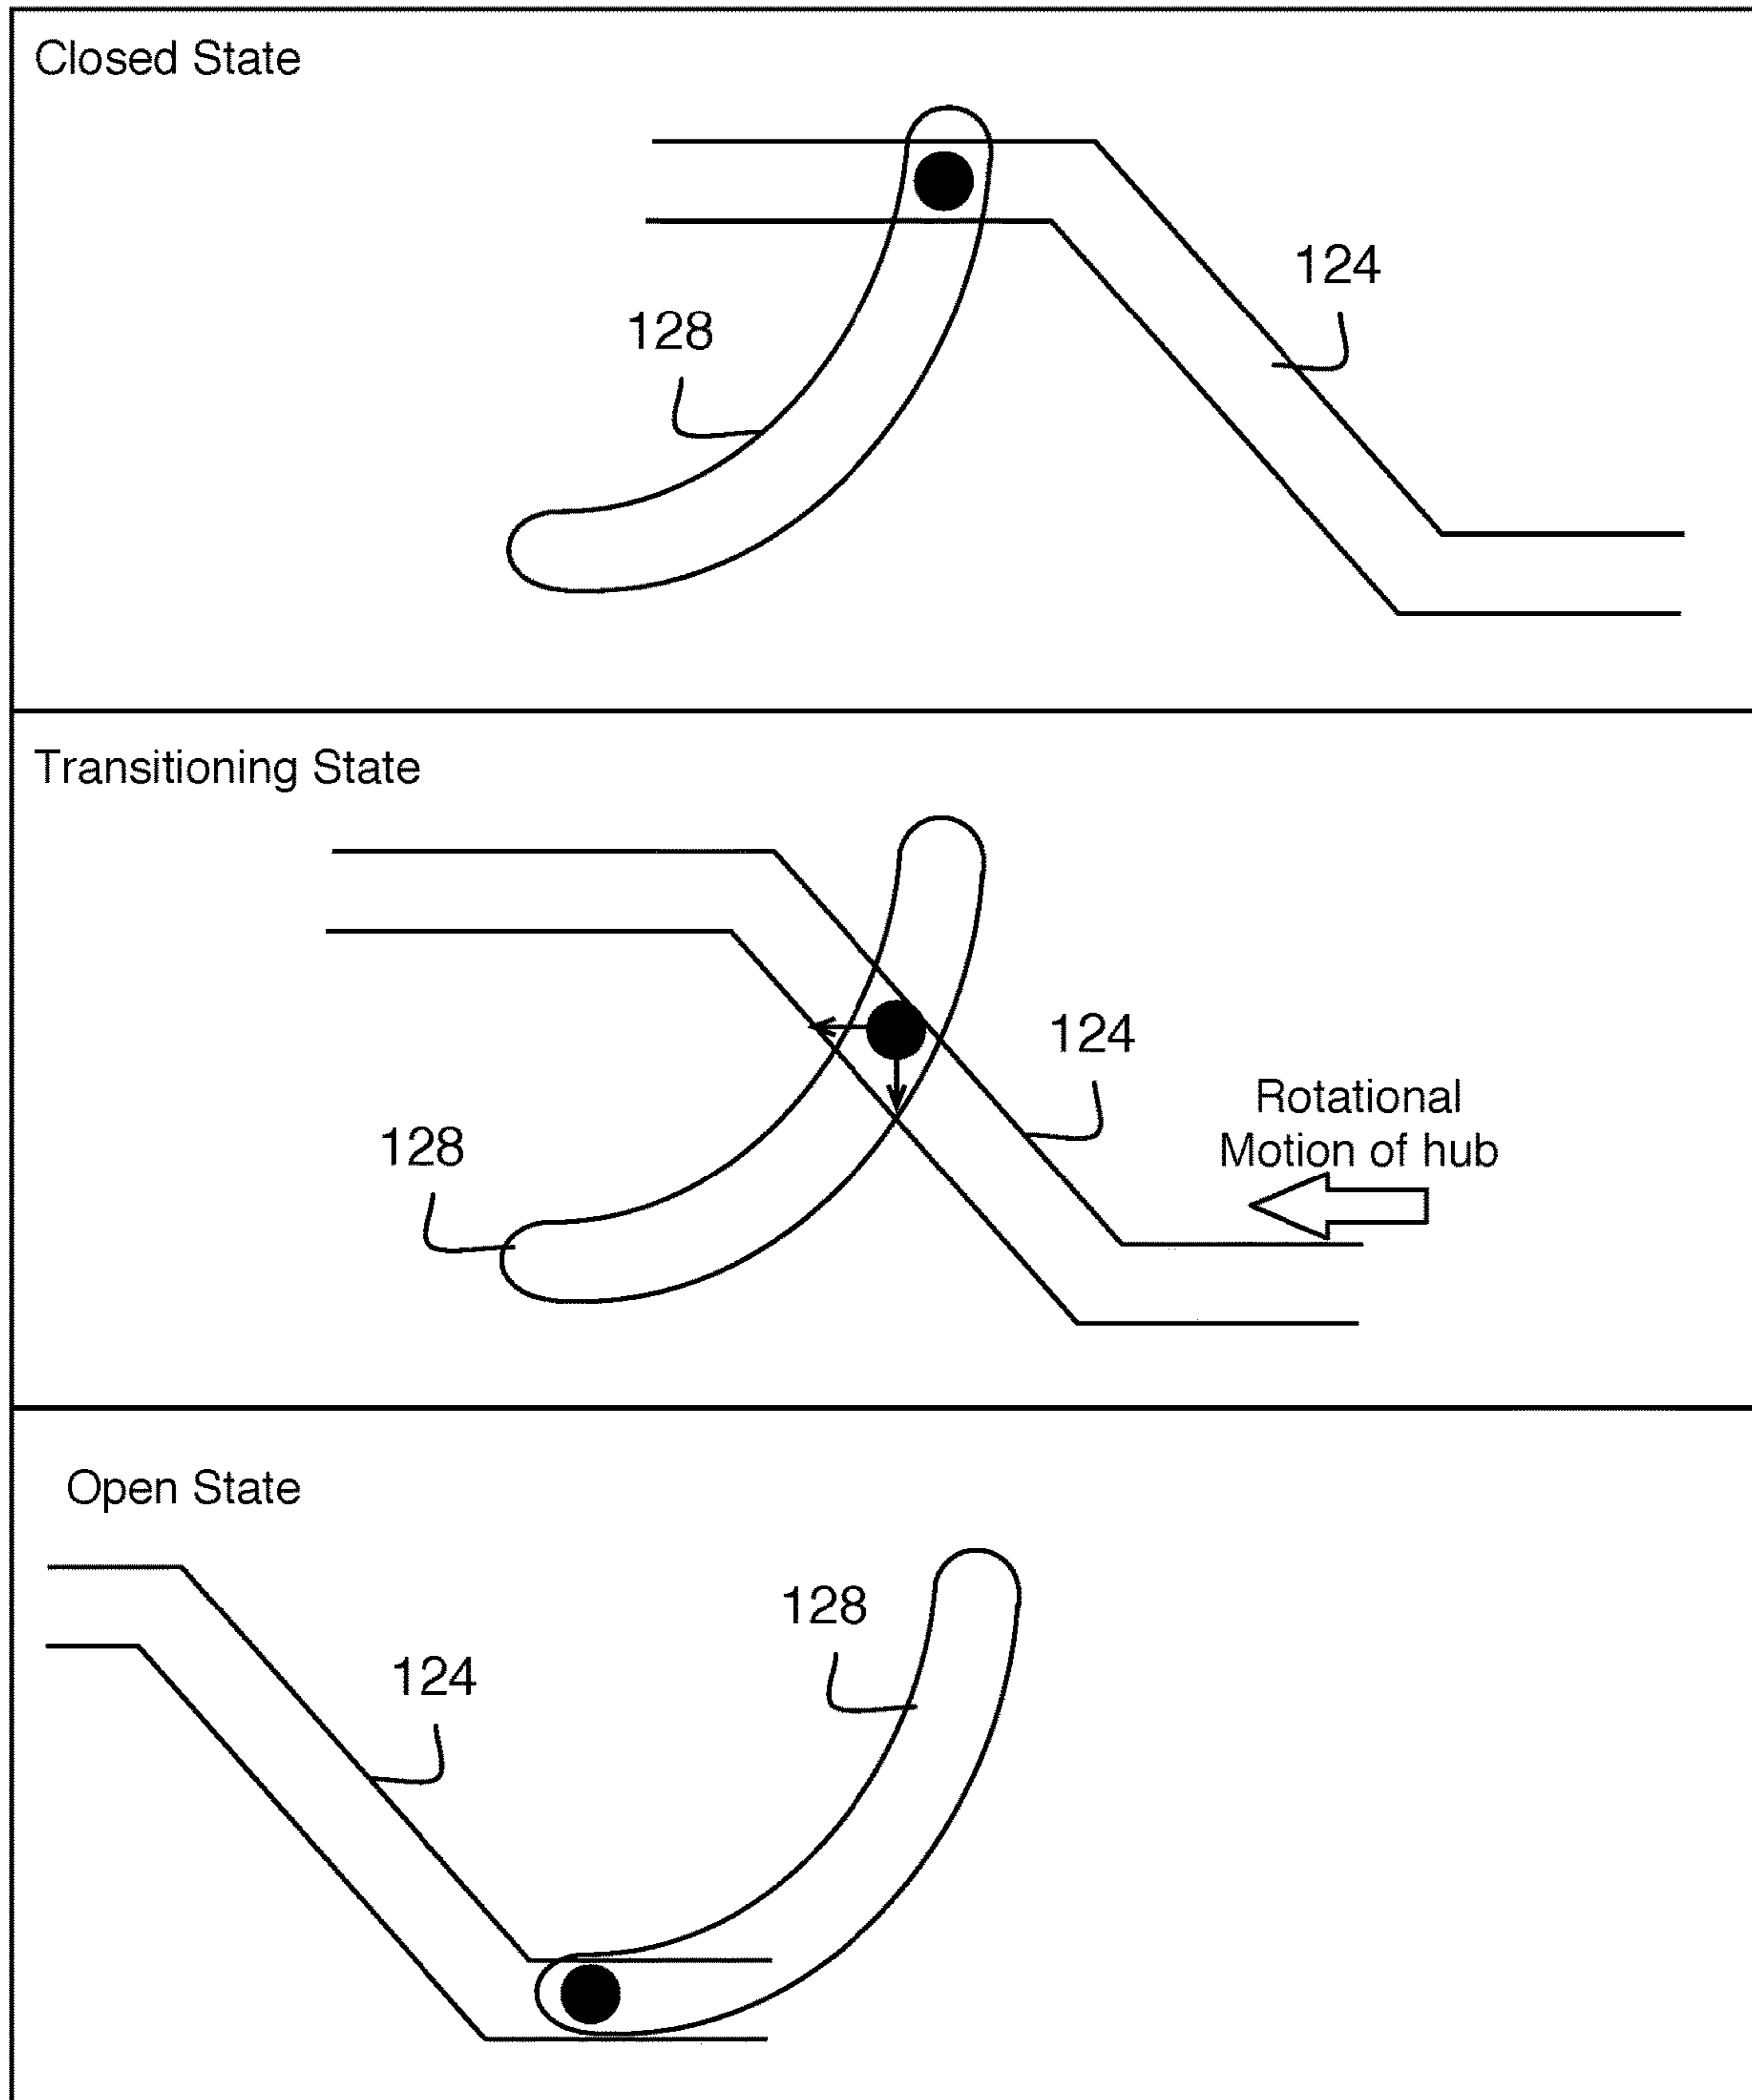 Closed State
124
128
Transitioning State
124
Rotational
Motion of hub
128
Open State
128
124